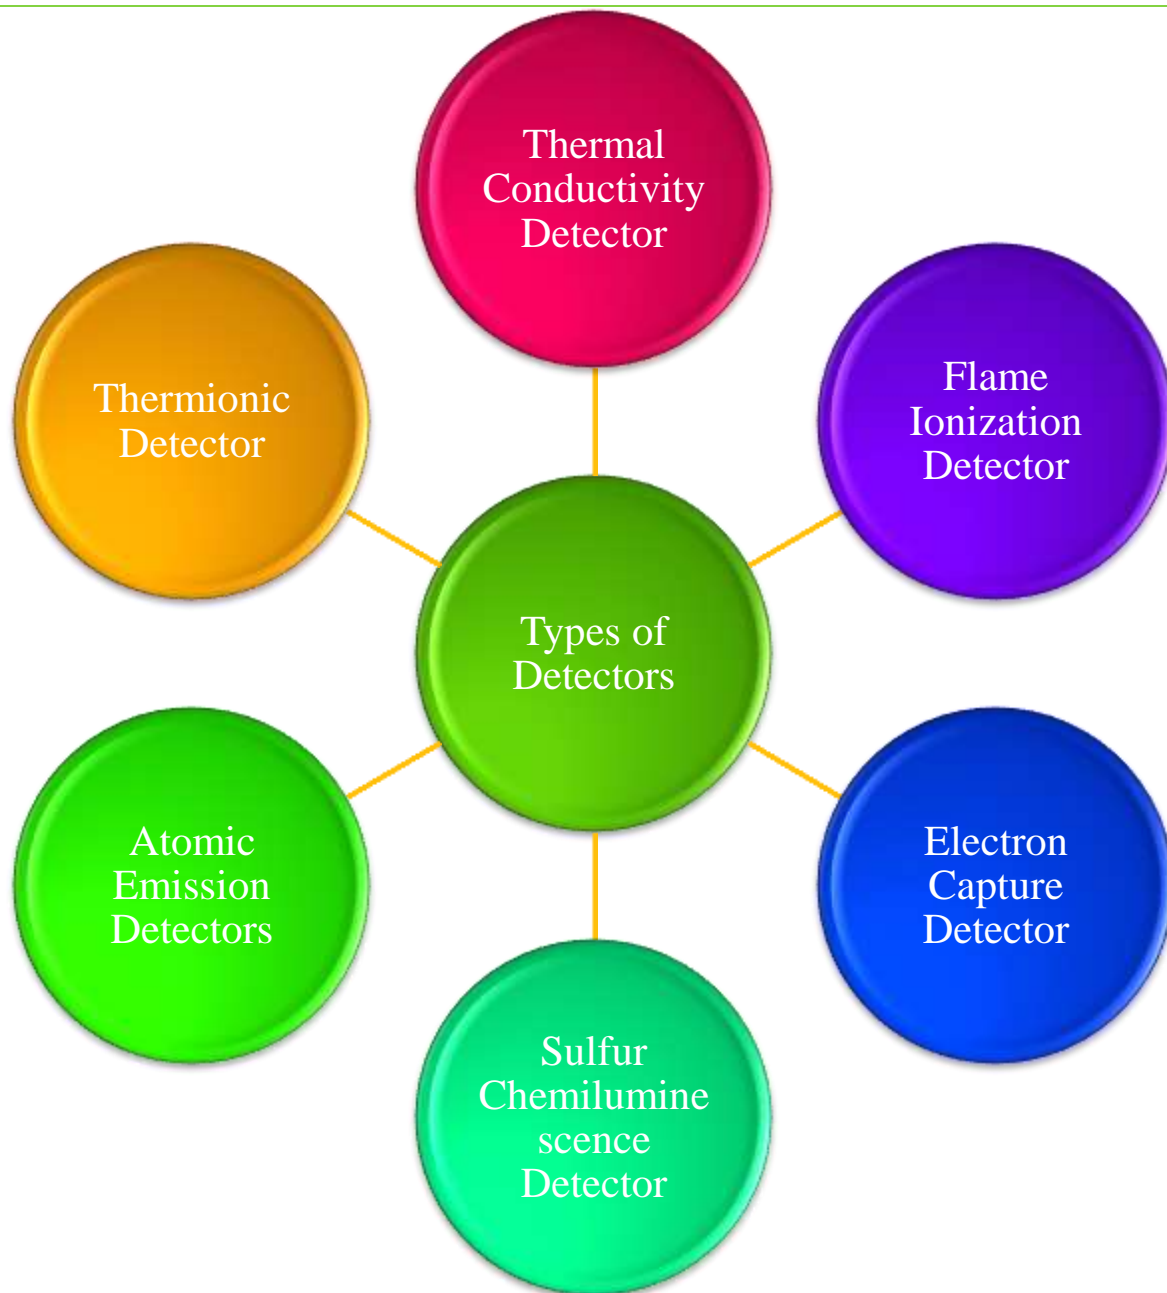 Thermal
Conductivity
Detector
Flame
Ionization
Detector
Electron
Capture
Detector
Sulfur
Chemilumine
scence
Detector
Atomic
Emission
Detectors
Thermionic
Detector
Types of
Detectors